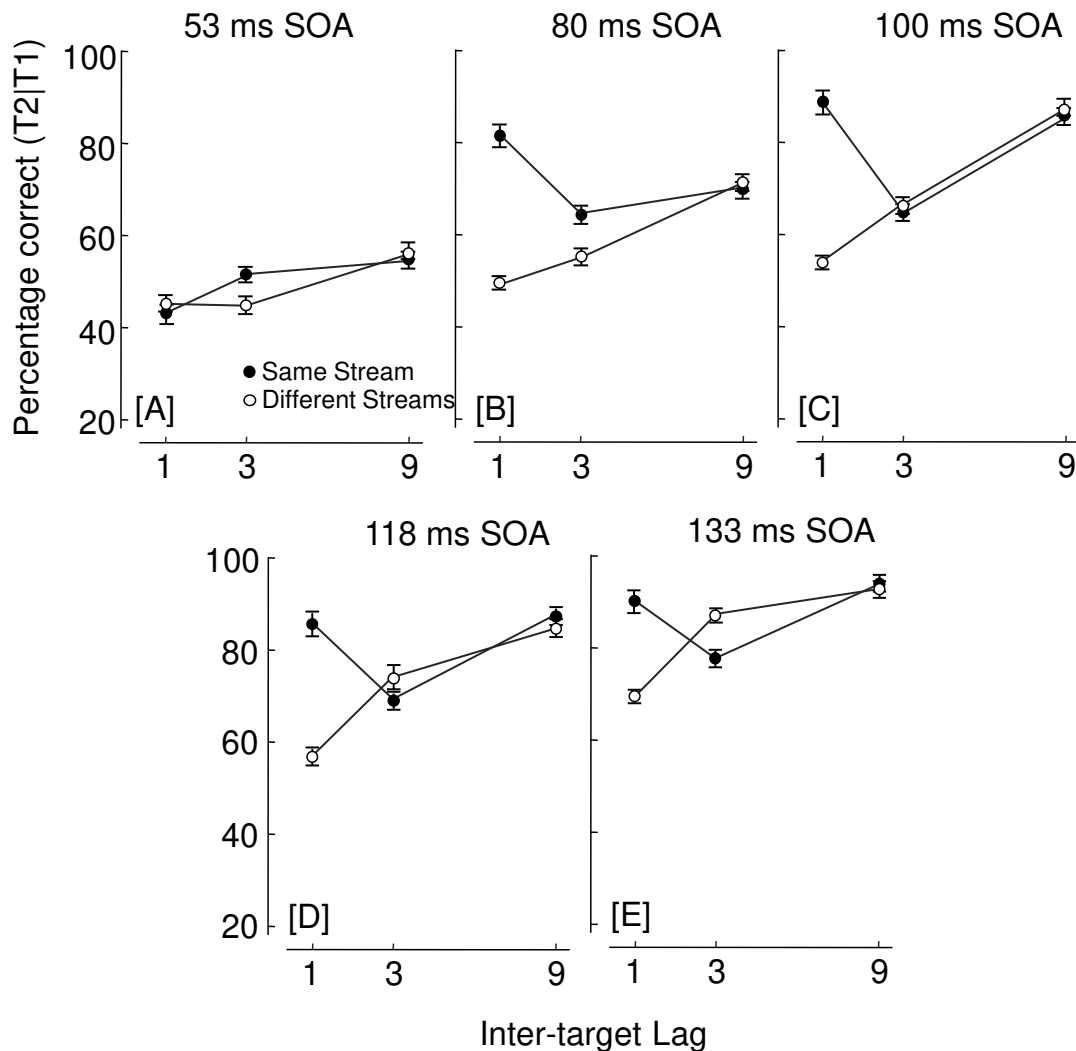 53 ms SOA
80 ms SOA
100 ms SOA
Percentage correct (T2|T1)
100
80
60
40
20
Same Stream
Different Streams
[A]
[B]
[C]
1 3 9
1 3 9
1 3 9
118 ms SOA
133 ms SOA
100
80
60
40
20
[D]
[E]
1 3 9
1 3 9
Inter-target Lag